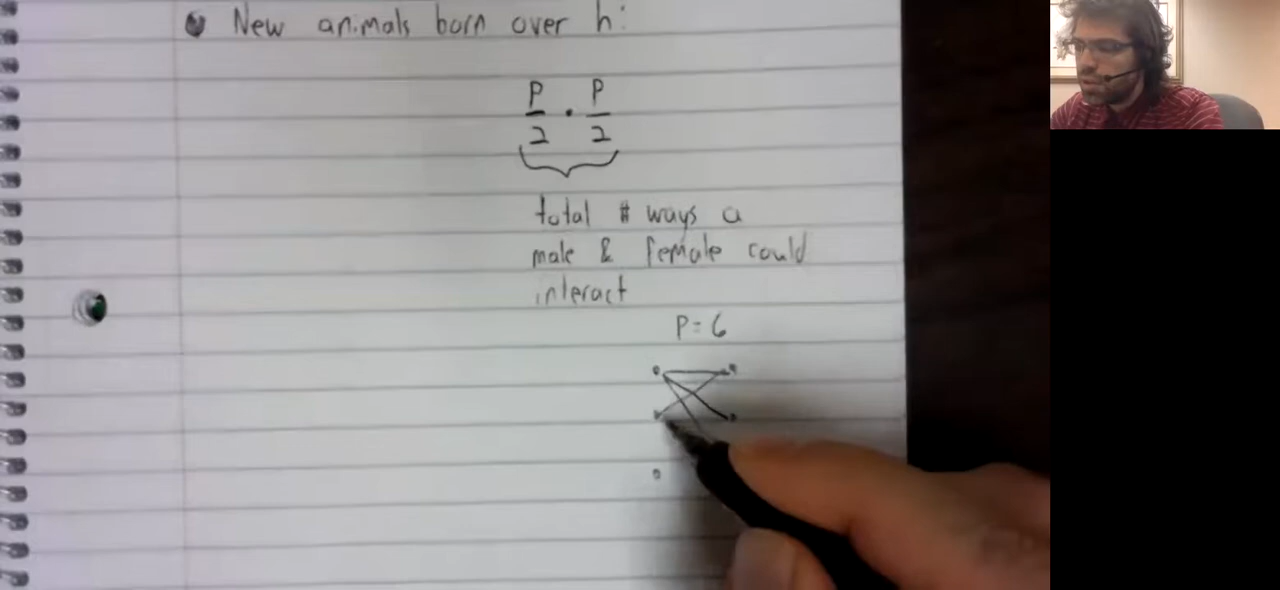 New animals born over h:
P/2 · P/2
total # ways a
male & female could
interact
P = 6